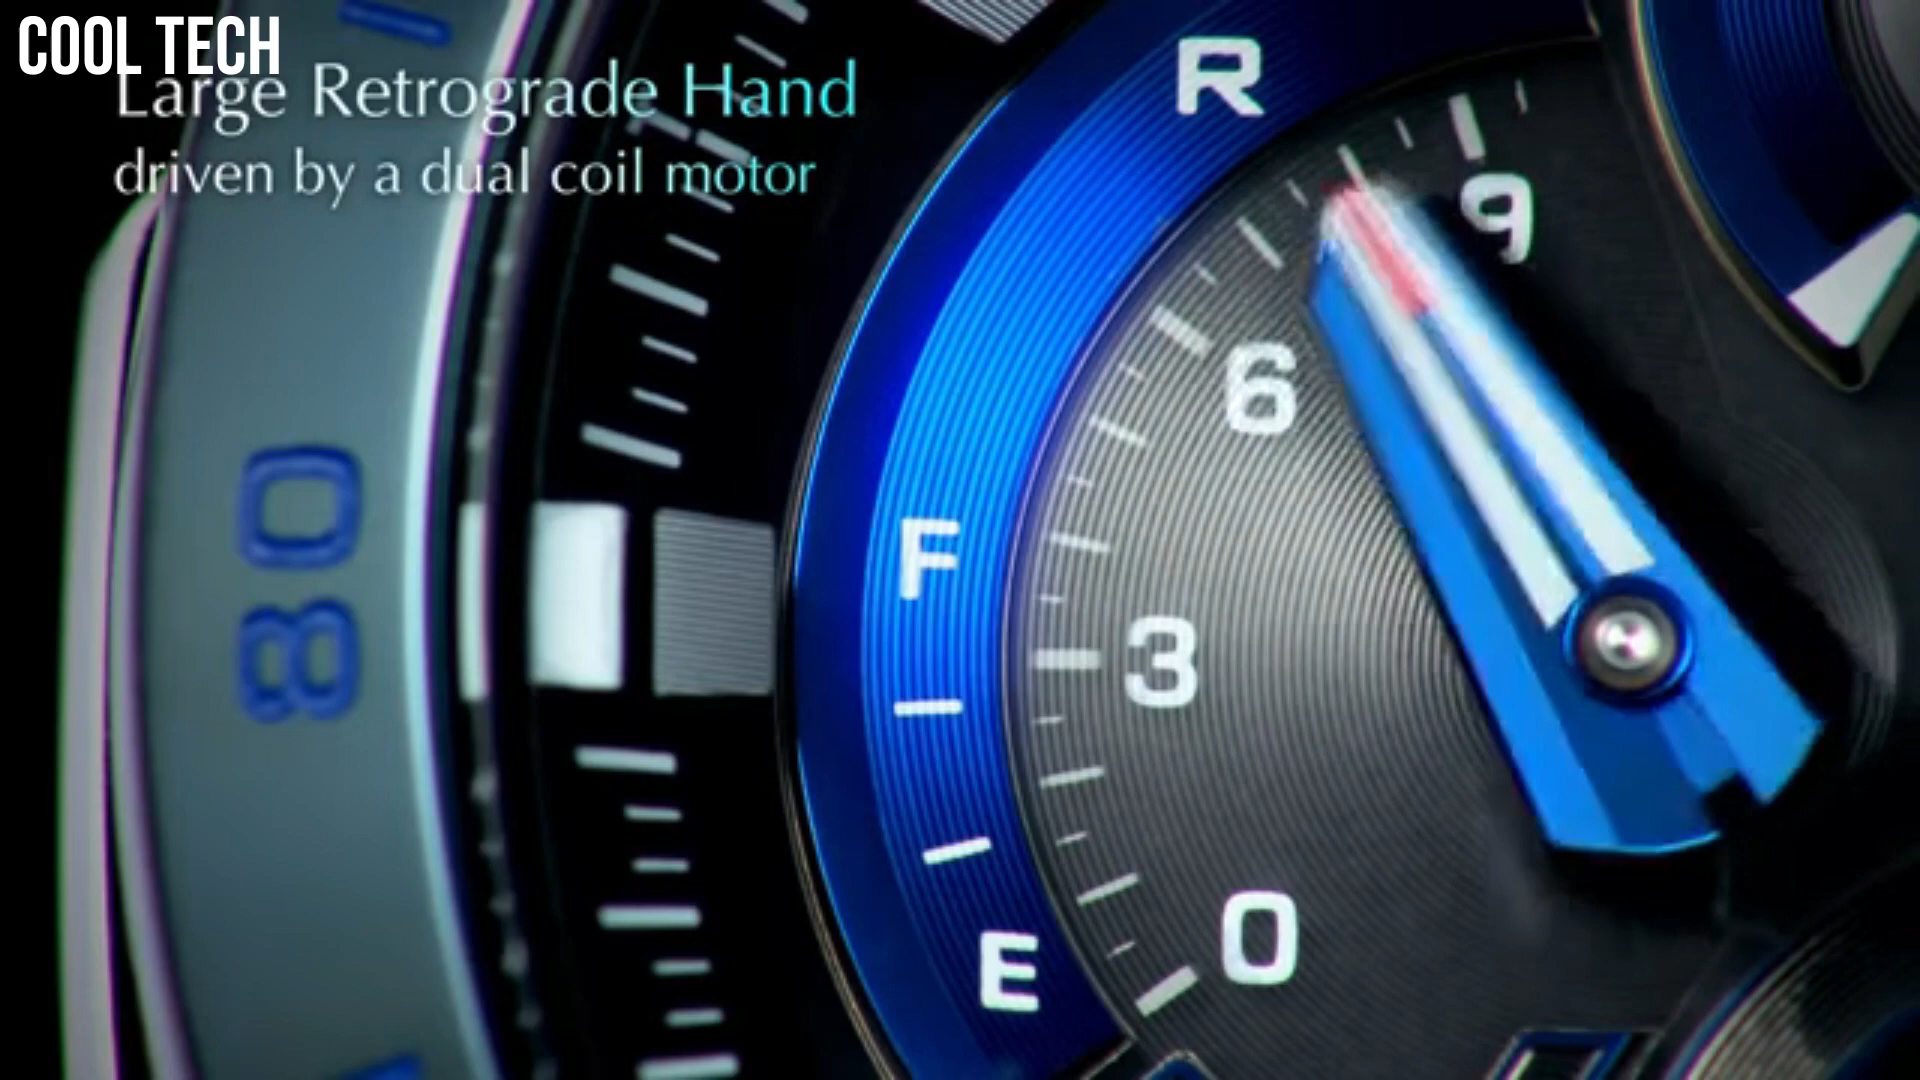 COOL TECH
Large Retrograde Hand
driven by a dual coil motor
R
9
6
F
3
E
0
80